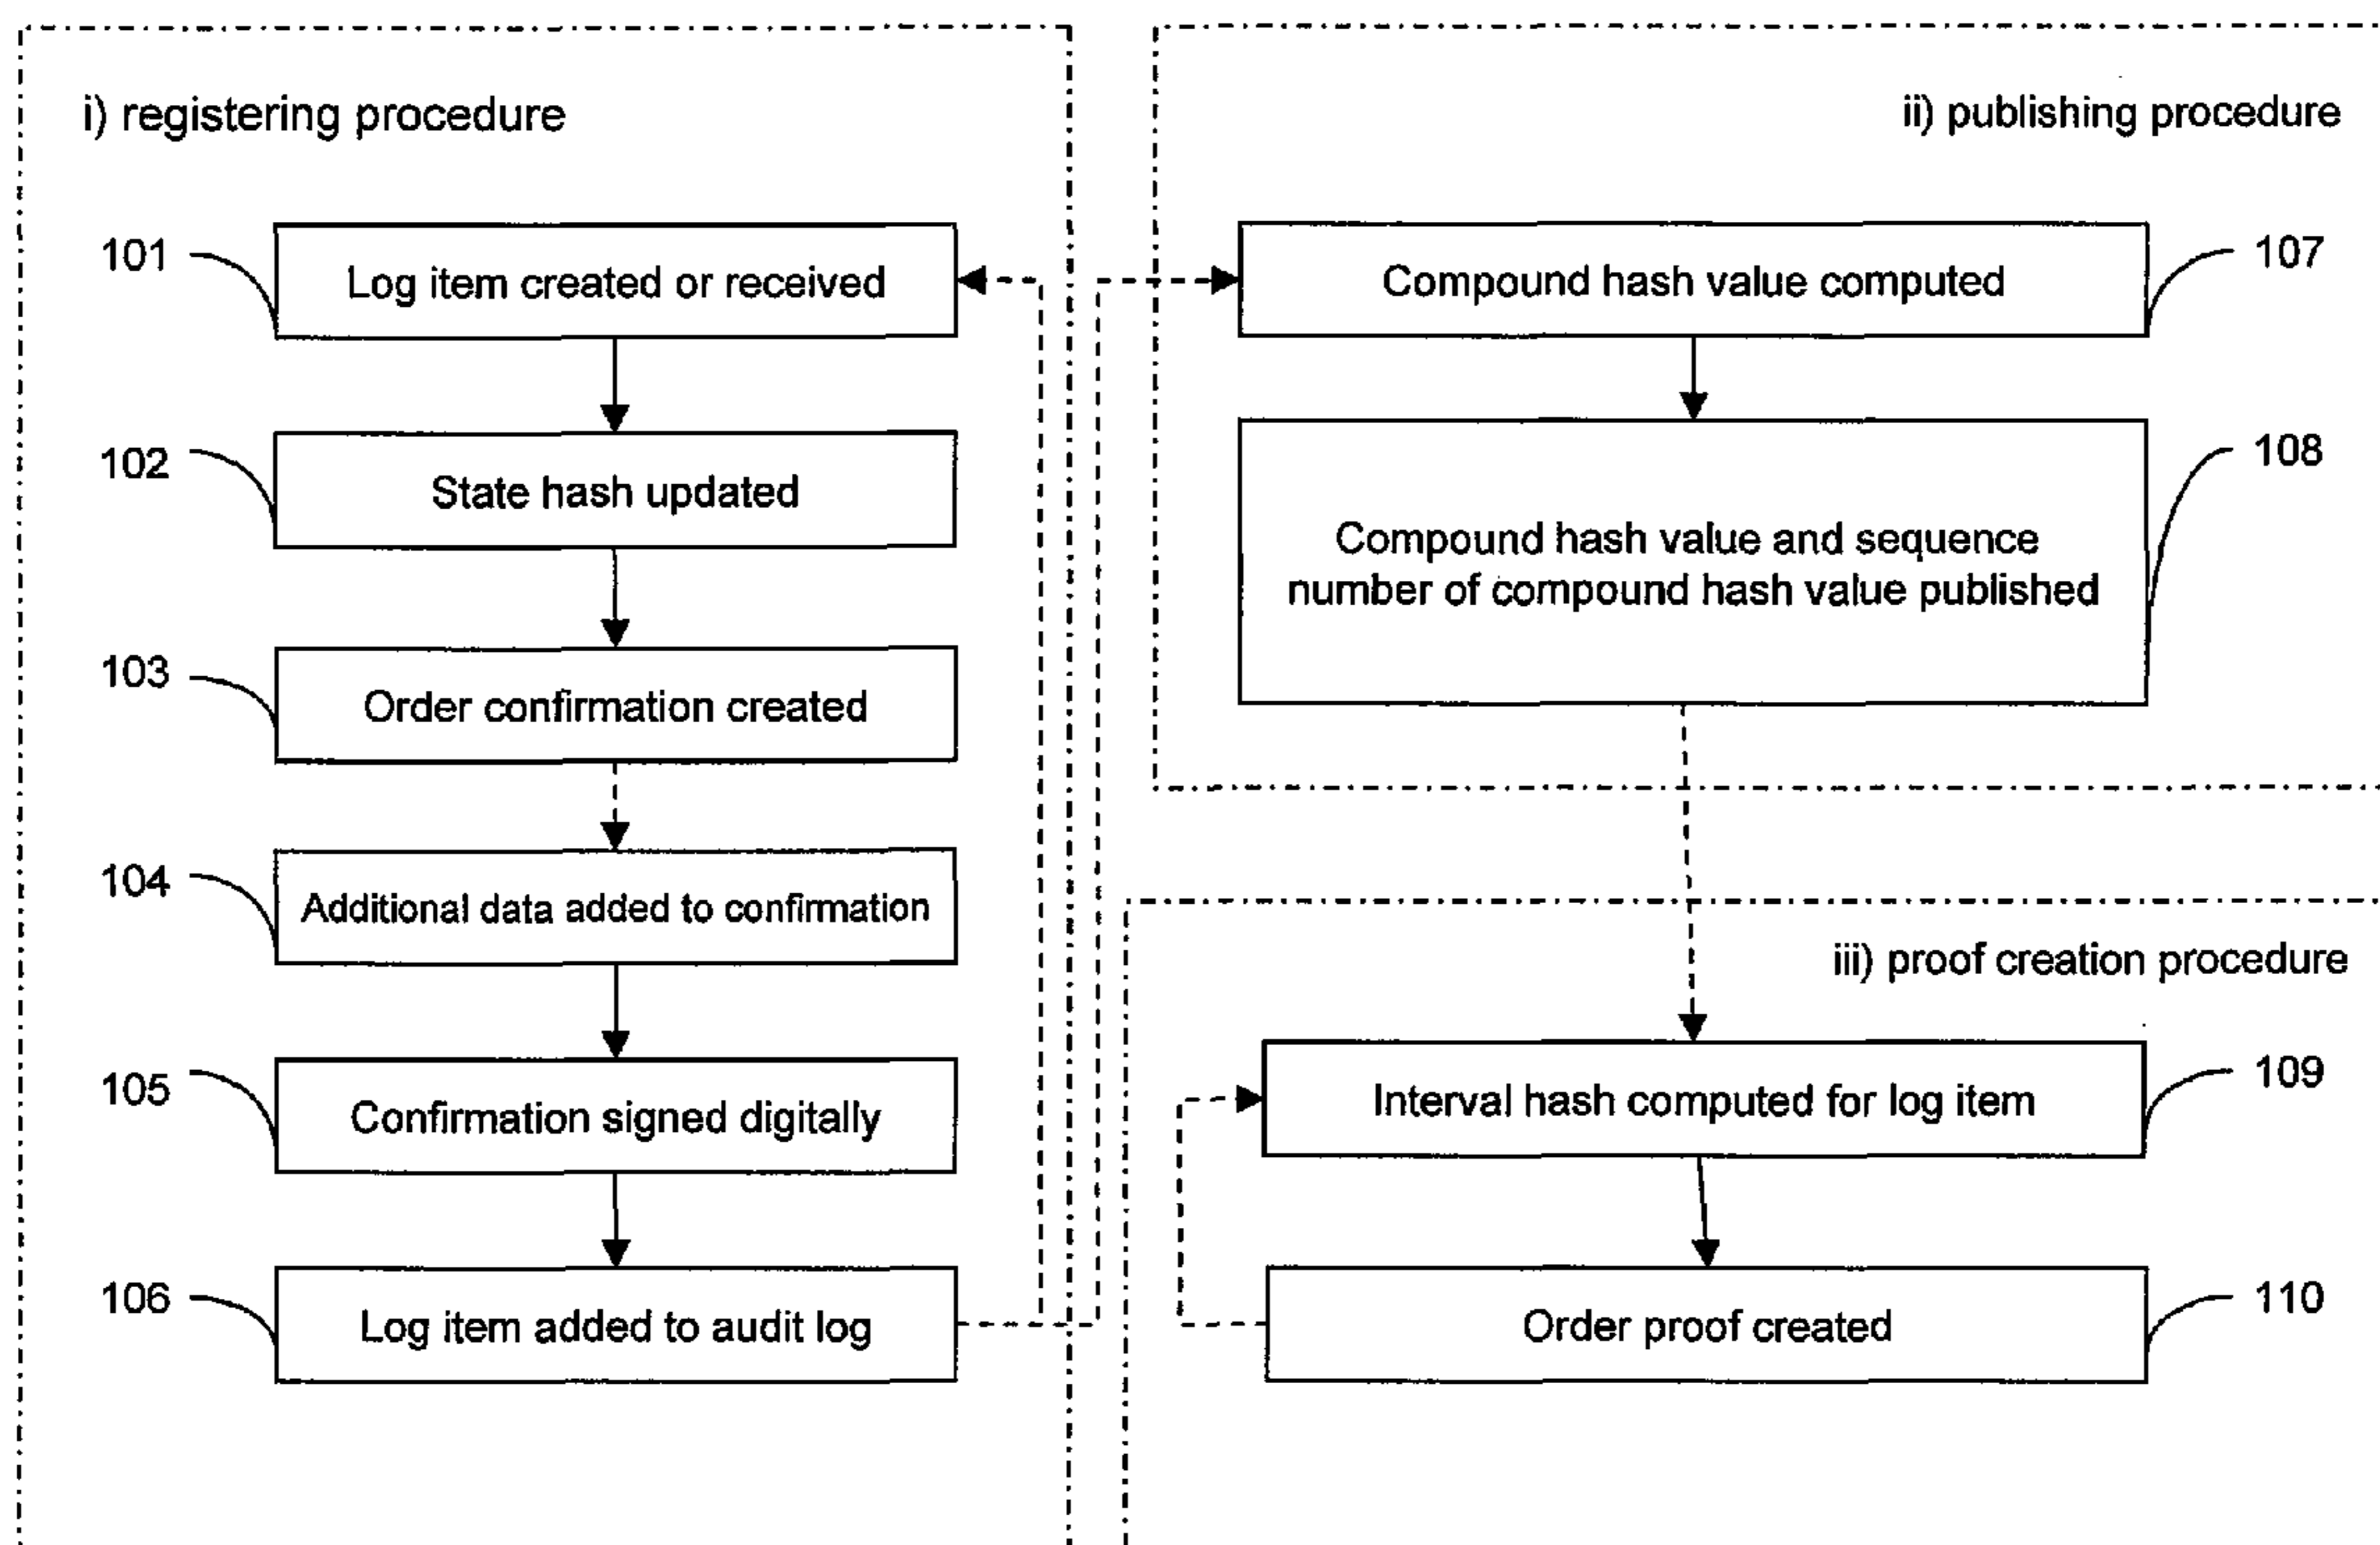 i) registering procedure
101
Log item created or received
102
State hash updated
103
Order confirmation created
104
Additional data added to confirmation
105
Confirmation signed digitally
106
Log item added to audit log
ii) publishing procedure
Compound hash value computed
107
Compound hash value and sequence
number of compound hash value published
108
iii) proof creation procedure
Interval hash computed for log item
109
Order proof created
110